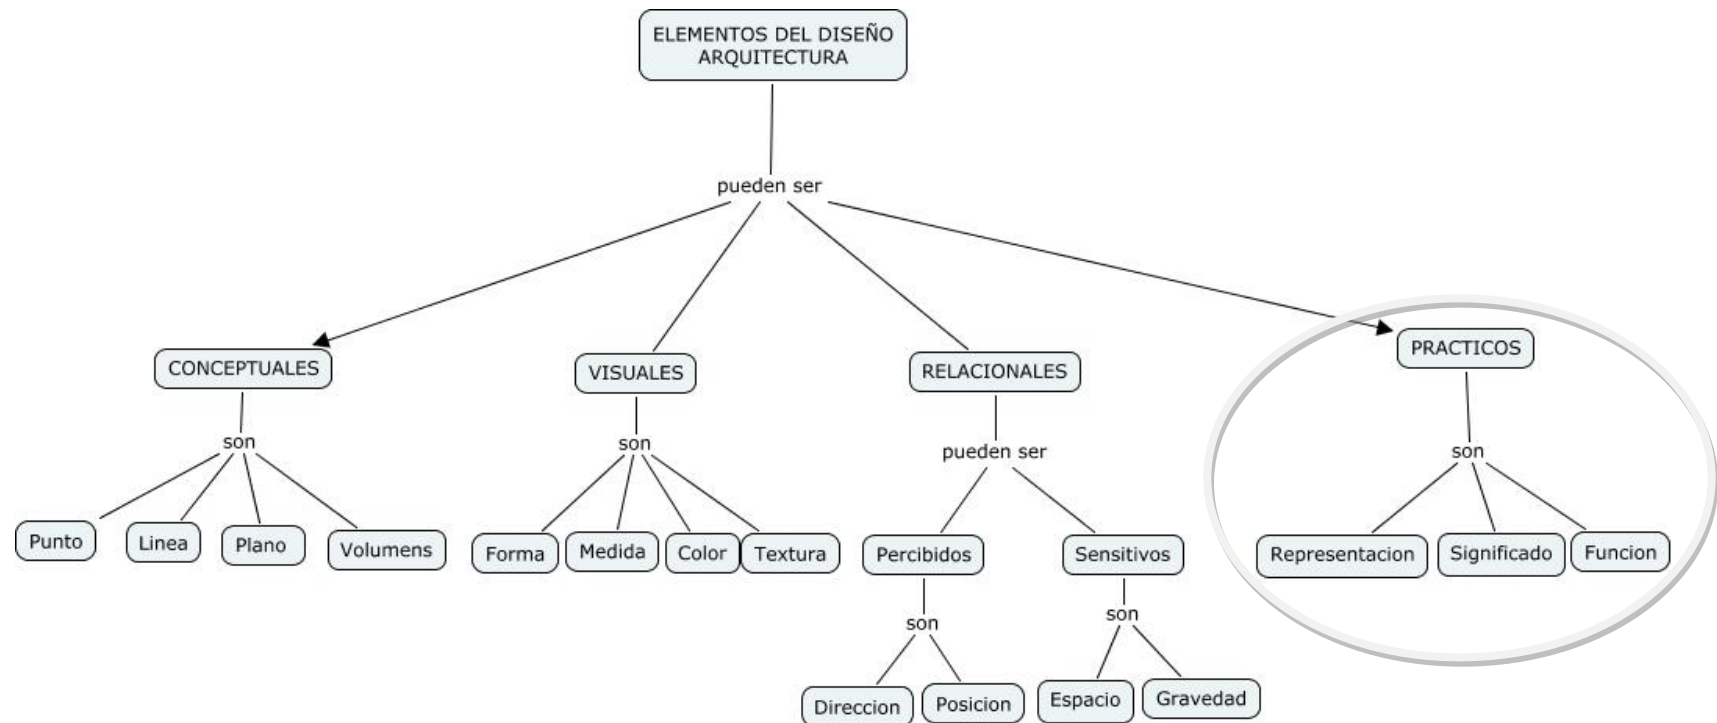 ELEMENTOS DEL DISEÑO
ARQUITECTURA
pueden ser
CONCEPTUALES
VISUALES
RELACIONALES
PRACTICOS
son
son
pueden ser
son
Punto
Linea
Plano
Volumens
Forma
Medida
Color
Textura
Percibidos
Sensitivos
Representacion
Significado
Funcion
son
son
Direccion
Posicion
Espacio
Gravedad